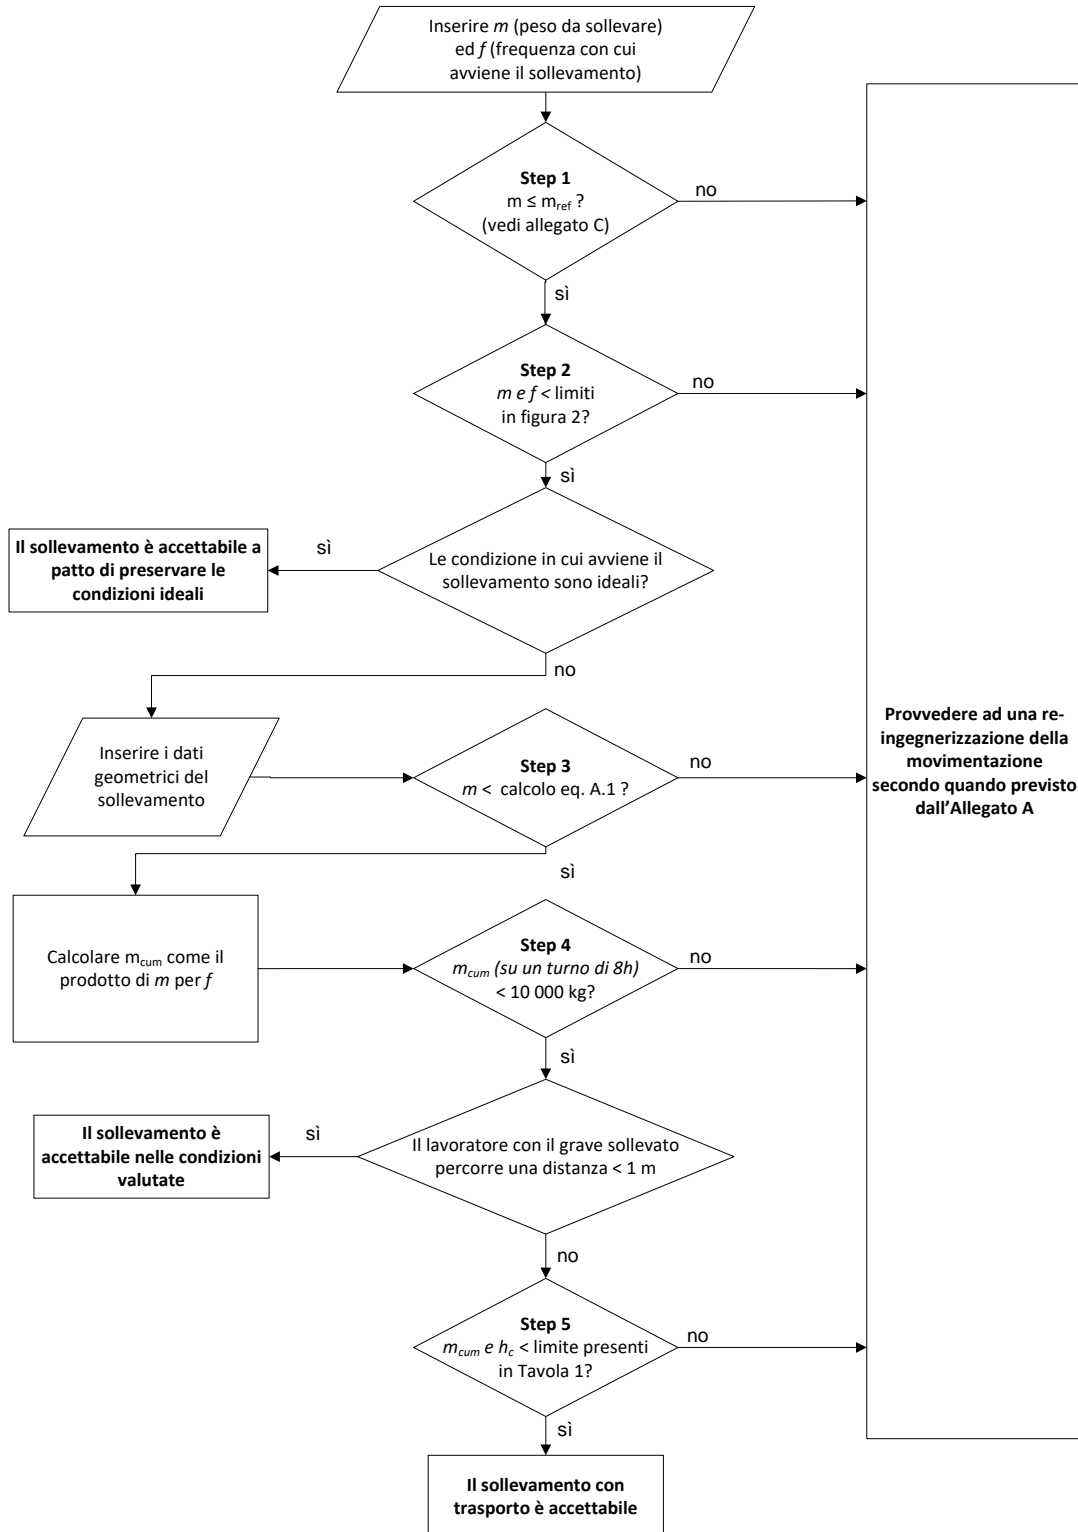 Inserire m (peso da sollevare)
ed f (frequenza con cui
avviene il sollevamento)
Step 1
m ≤ mref ?
(vedi allegato C)
no
sì
Step 2
m e f < limiti
in figura 2?
no
sì
Le condizione in cui avviene il
sollevamento sono ideali?
sì
Il sollevamento è accettabile a
patto di preservare le
condizioni ideali
no
Inserire i dati
geometrici del
sollevamento
Step 3
m < calcolo eq. A.1 ?
no
Provvedere ad una re-
ingegnerizzazione della
movimentazione
secondo quando previsto
dall’Allegato A
sì
Calcolare mcum come il
prodotto di m per f
Step 4
mcum (su un turno di 8h)
< 10 000 kg?
no
sì
Il lavoratore con il grave sollevato
percorre una distanza < 1 m
sì
Il sollevamento è
accettabile nelle condizioni
valutate
no
Step 5
mcum e hc < limite presenti
in Tavola 1?
no
sì
Il sollevamento con
trasporto è accettabile